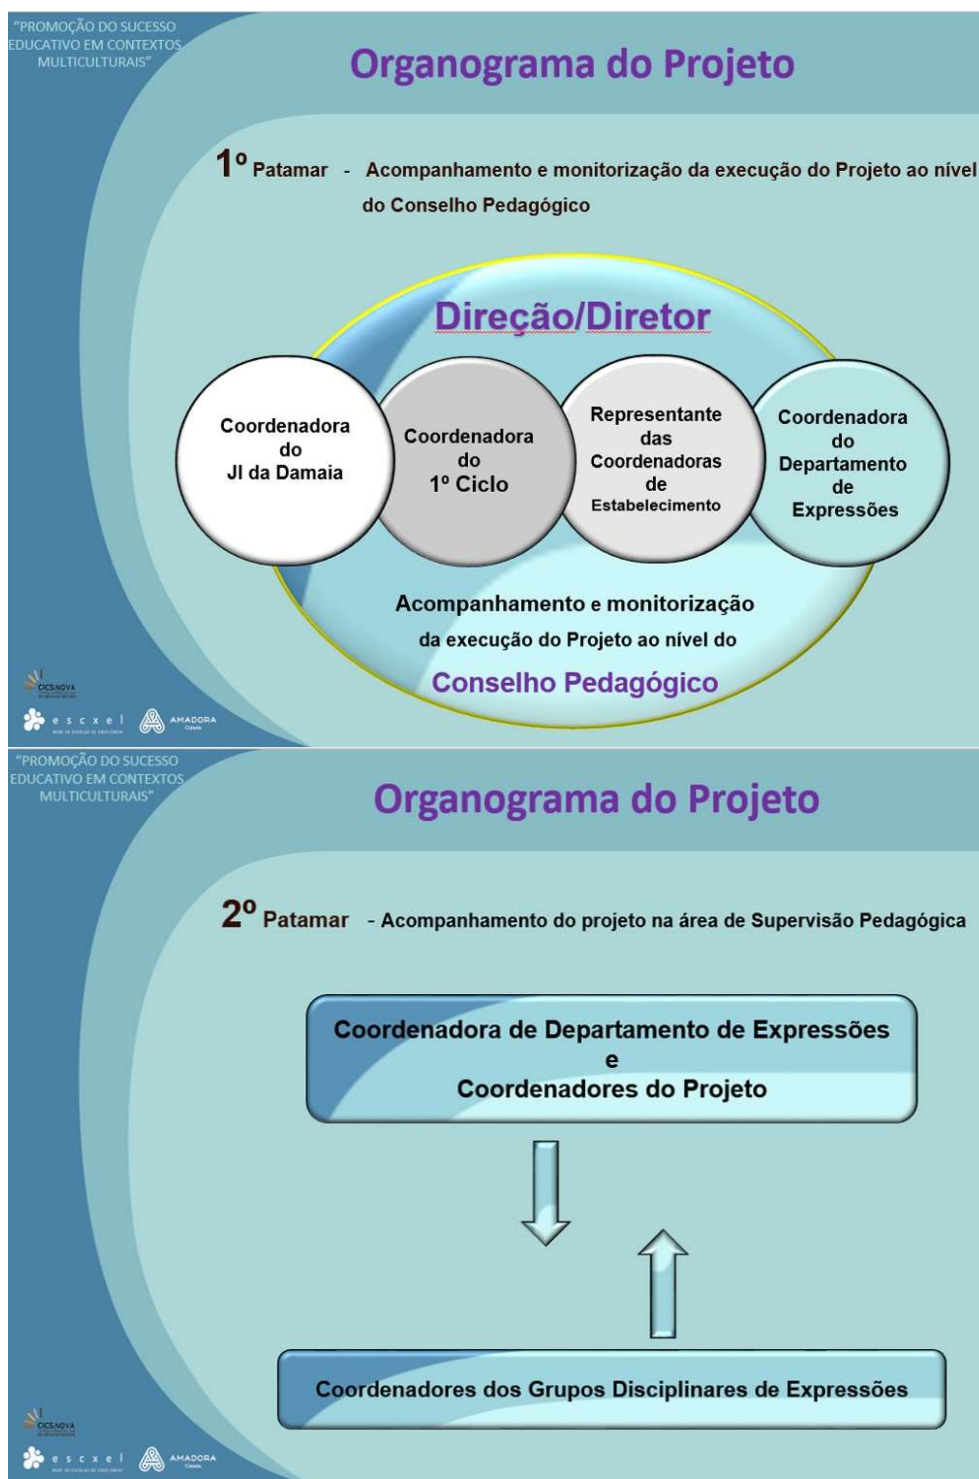 “PROMOÇÃO DO SUCESSO
EDUCATIVO EM CONTEXTOS
MULTICULTURAIS”
Organograma do Projeto
1º Patamar - Acompanhamento e monitorização da execução do Projeto ao nível
do Conselho Pedagógico
Direção/Diretor
Coordenadora
do
JI da Damaia
Coordenadora
do
1º Ciclo
Representante
das
Coordenadoras
de
Estabelecimento
Coordenadora
do
Departamento
de
Expressões
Acompanhamento e monitorização
da execução do Projeto ao nível do
Conselho Pedagógico
CICS.NOVA
escxel
AMADORA
Cidade
“PROMOÇÃO DO SUCESSO
EDUCATIVO EM CONTEXTOS
MULTICULTURAIS”
Organograma do Projeto
2º Patamar - Acompanhamento do projeto na área de Supervisão Pedagógica
Coordenadora de Departamento de Expressões
e
Coordenadores do Projeto
Coordenadores dos Grupos Disciplinares de Expressões
CICS.NOVA
escxel
AMADORA
Cidade